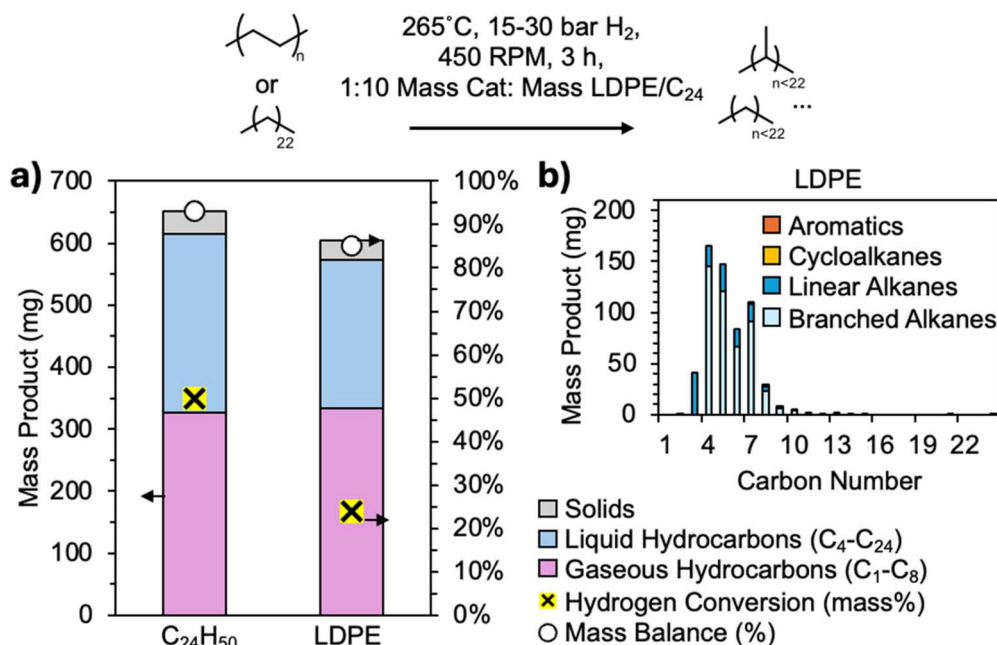 n
or
22
265˚C, 15-30 bar H₂,
450 RPM, 3 h,
1:10 Mass Cat: Mass LDPE/C₂₄
n<22
n<22
...
a)
700
600
500
400
300
200
100
0
Mass Product (mg)
100%
90%
80%
70%
60%
50%
40%
30%
20%
10%
0%
C₂₄H₅₀
LDPE
b)
LDPE
200
150
100
50
0
Mass Product (mg)
Aromatics
Cycloalkanes
Linear Alkanes
Branched Alkanes
1 4 7 10 13 16 19 22
Carbon Number
Solids
Liquid Hydrocarbons (C₄-C₂₄)
Gaseous Hydrocarbons (C₁-C₈)
Hydrogen Conversion (mass%)
Mass Balance (%)